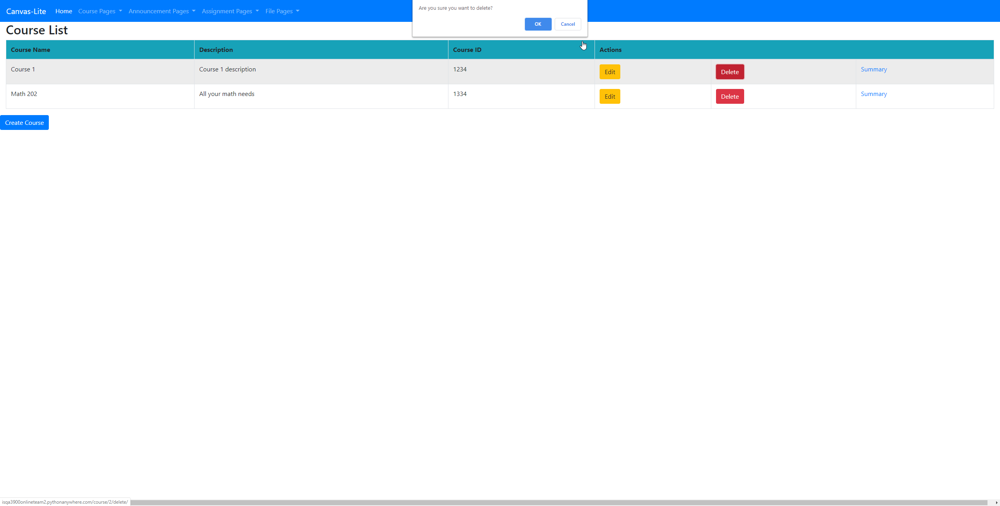 Canvas-Lite Home Course Pages Announcement Pages Assignment Pages File Pages
Are you sure you want to delete?
OK Cancel
Course List
Course Name Description Course ID Actions
Course 1 Course 1 description 1234 Edit Delete Summary
Math 202 All your math needs 1334 Edit Delete Summary
Create Course
isqa3900onlineteam2.pythonanywhere.com/course/2/delete/